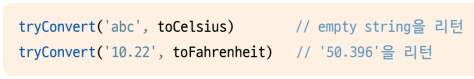 tryConvert('abc', toCelsius) // empty string을 리턴
tryConvert('10.22', toFahrenheit) // '50.396'을 리턴